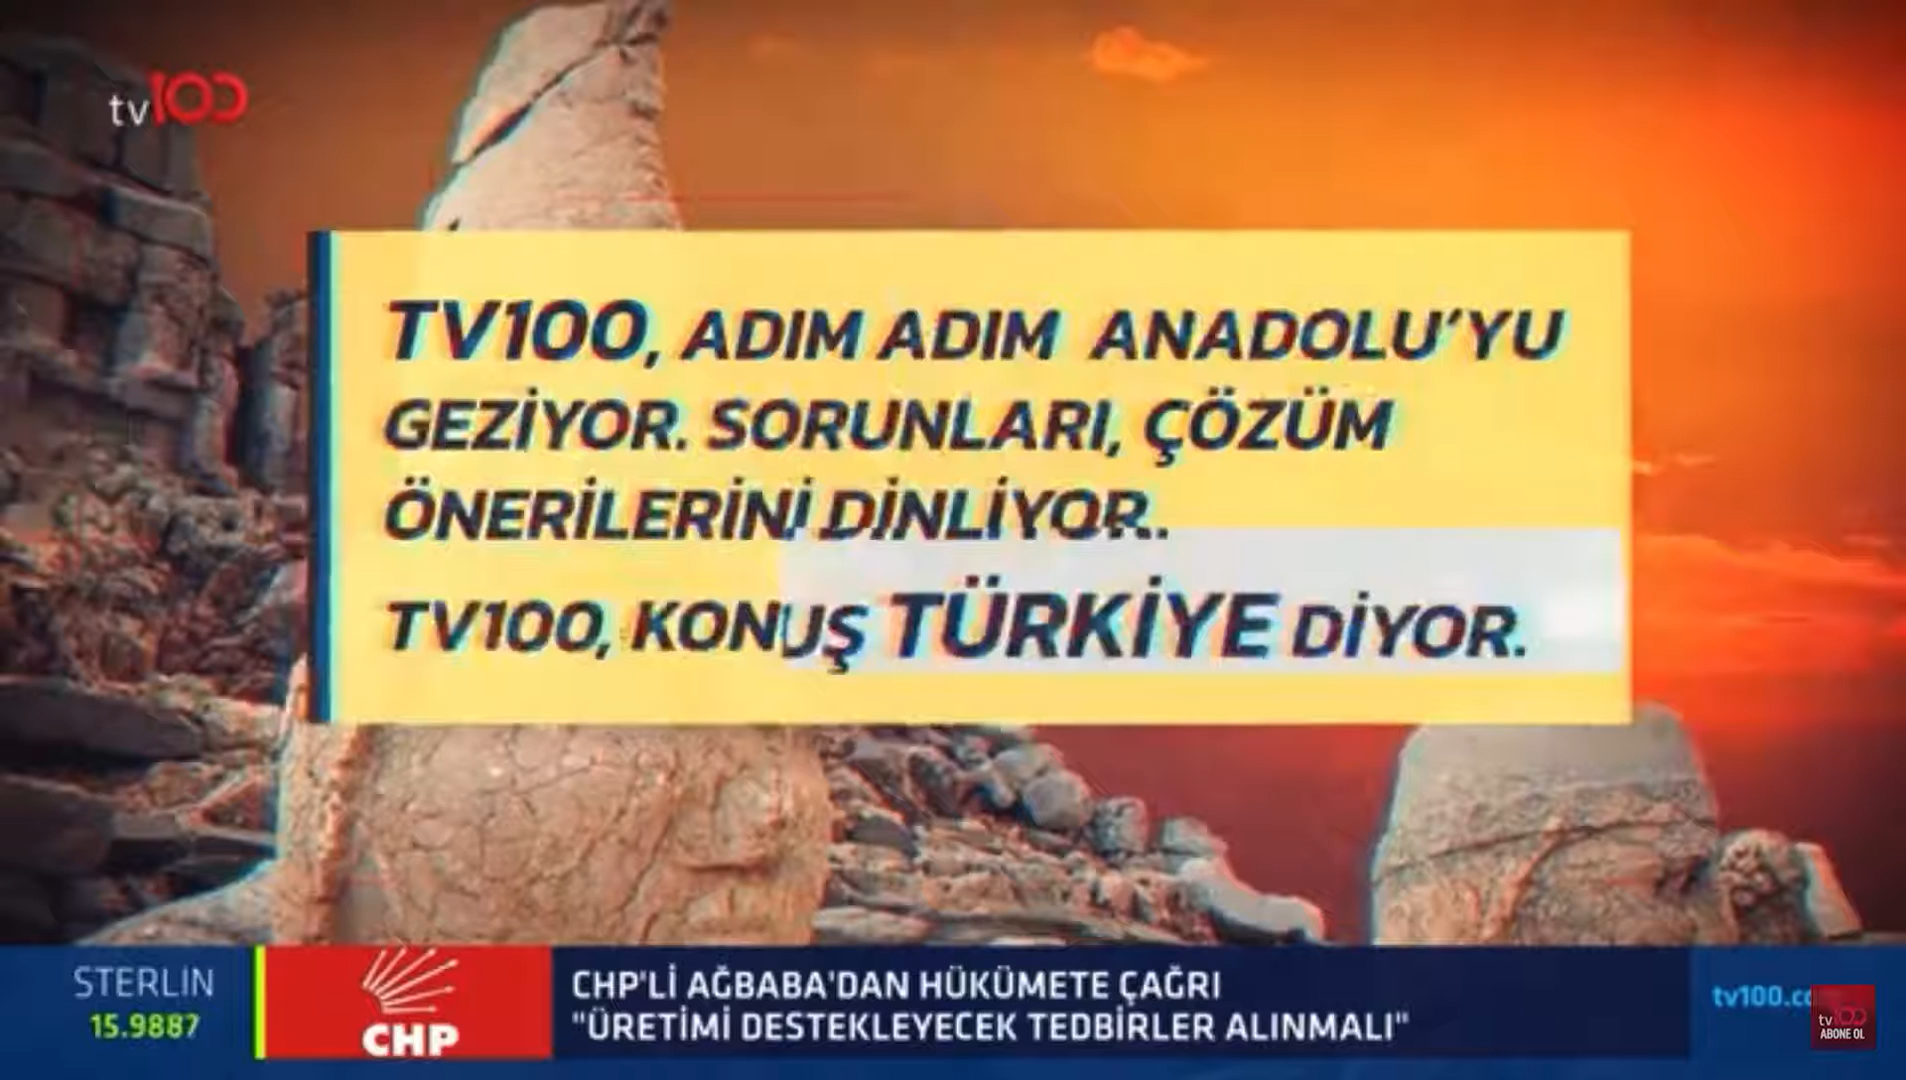 tv100
TV100, ADIM ADIM ANADOLU'YU
GEZİYOR. SORUNLARI, ÇÖZÜM
ÖNERİLERİNİ DİNLİYOR.
TV100, KONUŞ TÜRKİYE DİYOR.
STERLIN
15.9887
CHP
CHP'Lİ AĞBABA'DAN HÜKÜMETE ÇAĞRI
"ÜRETİMİ DESTEKLEYECEK TEDBİRLER ALINMALI"
tv100
ABONE OL